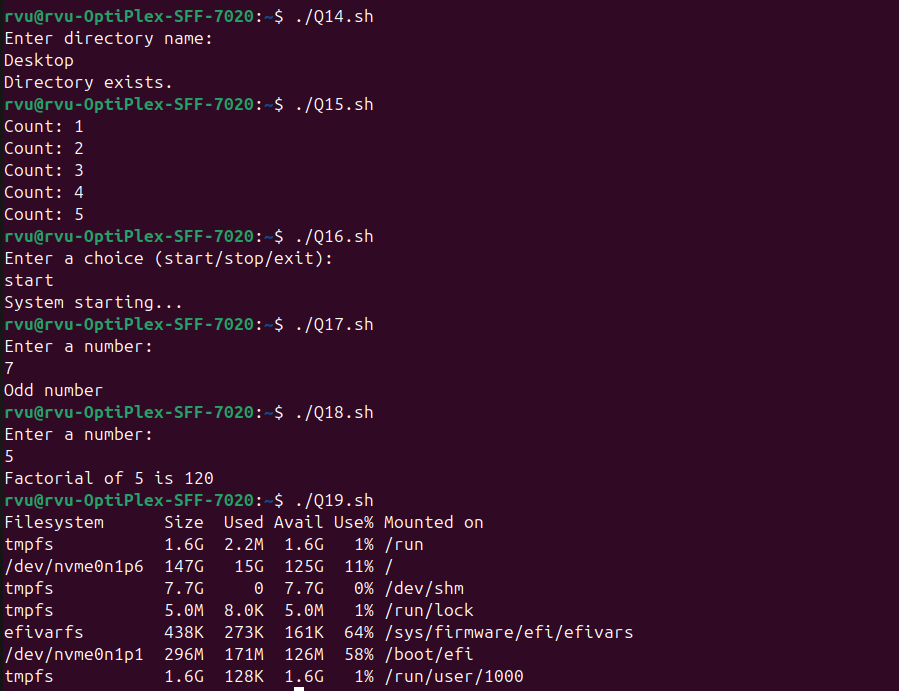 rvu@rvu-OptiPlex-SFF-7020:~$ ./Q14.sh
Enter directory name:
Desktop
Directory exists.
rvu@rvu-OptiPlex-SFF-7020:~$ ./Q15.sh
Count: 1
Count: 2
Count: 3
Count: 4
Count: 5
rvu@rvu-OptiPlex-SFF-7020:~$ ./Q16.sh
Enter a choice (start/stop/exit):
start
System starting...
rvu@rvu-OptiPlex-SFF-7020:~$ ./Q17.sh
Enter a number:
7
Odd number
rvu@rvu-OptiPlex-SFF-7020:~$ ./Q18.sh
Enter a number:
5
Factorial of 5 is 120
rvu@rvu-OptiPlex-SFF-7020:~$ ./Q19.sh
Filesystem      Size  Used Avail Use% Mounted on
tmpfs           1.6G  2.2M  1.6G   1% /run
/dev/nvme0n1p6  147G   15G  125G  11% /
tmpfs           7.7G     0  7.7G   0% /dev/shm
tmpfs           5.0M  8.0K  5.0M   1% /run/lock
efivarfs        438K  273K  161K  64% /sys/firmware/efi/efivars
/dev/nvme0n1p1  296M  171M  126M  58% /boot/efi
tmpfs           1.6G  128K  1.6G   1% /run/user/1000